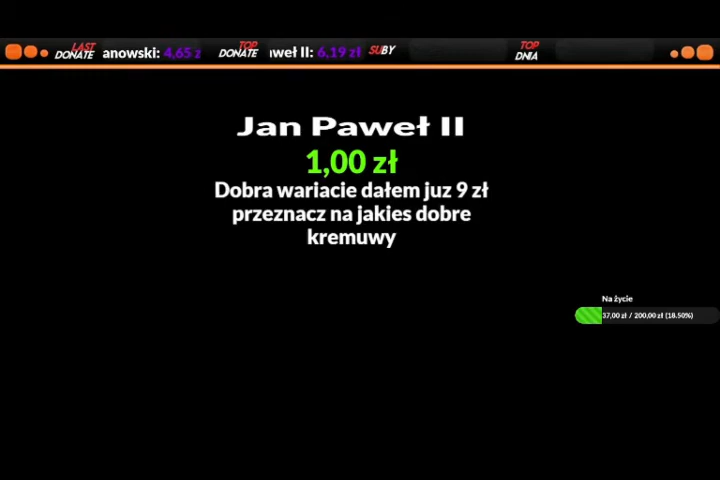 LAST DONATE anowski: 4,65 z TOP DONATE weł II: 6,19 zł SUBY TOP DNIA
Jan Paweł II
1,00 zł
Dobra wariacie dałem juz 9 zł
przeznacz na jakies dobre
kremuwy
Na życie
37,00 zł / 200,00 zł (18.50%)